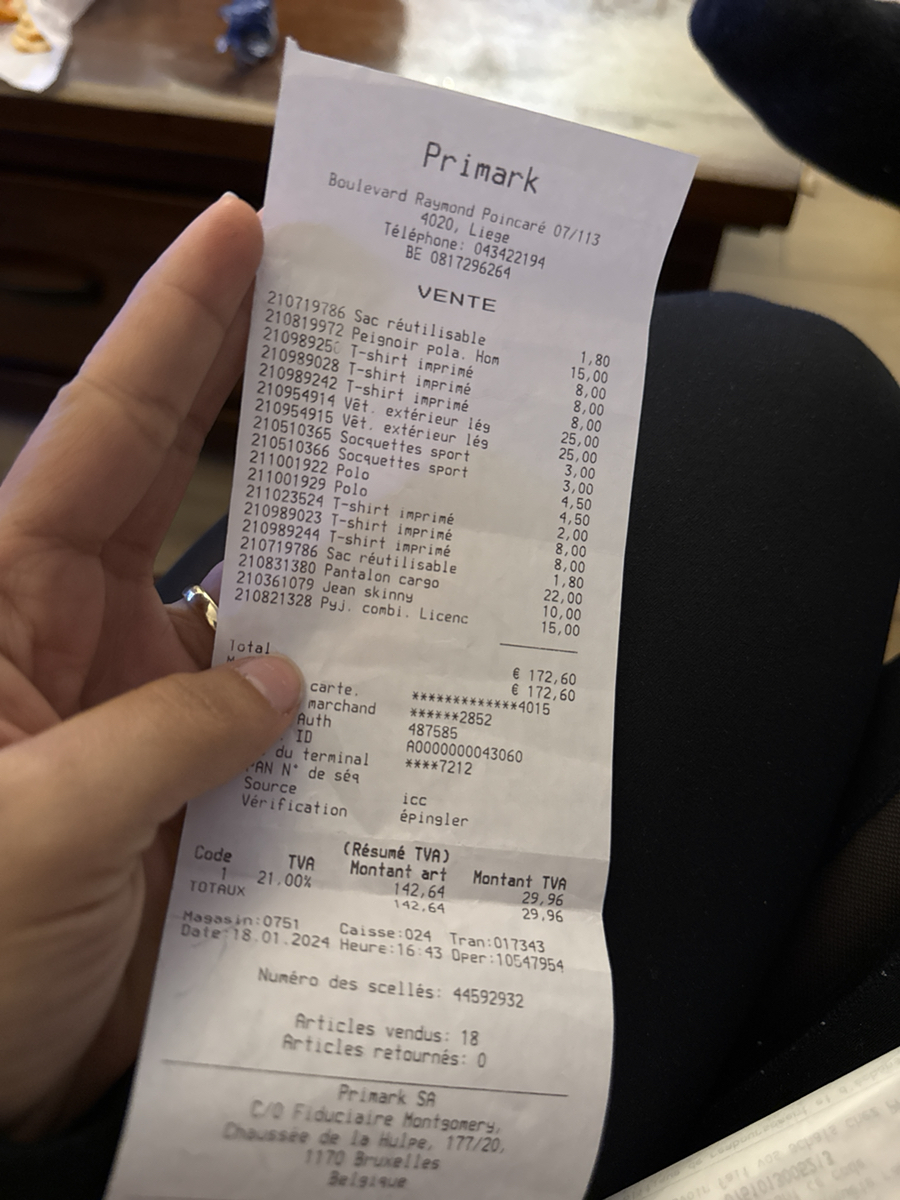 Primark
Boulevard Raymond Poincaré 07/113
4020, Liege
Téléphone: 043422194
BE 0817296264
VENTE
210719786 Sac réutilisable 1,80
210819972 Peignoir pola. Hom 15,00
T-shirt imprimé 8,00
210989028 T-shirt imprimé 8,00
210989242 T-shirt imprimé 8,00
210954914 Vêt. extérieur lég 25,00
210954915 Vêt. extérieur lég 25,00
210510365 Socquettes sport 3,00
210510366 Socquettes sport 3,00
211001922 Polo 4,50
211001929 Polo 4,50
211023524 T-shirt imprimé 2,00
210989023 T-shirt imprimé 8,00
210989244 T-shirt imprimé 8,00
210719786 Sac réutilisable 1,80
210831380 Pantalon cargo 22,00
210361079 Jean skinny 10,00
210821328 Pyj. combi. Licenc 15,00
Total € 172,60
€ 172,60
carte. *************4015
marchand ******2852
Auth 487585
ID A0000000043060
du terminal ****7212
PAN N° de séq
Source icc
Vérification épingler
(Résumé TVA)
Code TVA Montant art Montant TVA
1 21.00% 142,64 29,96
TOTAUX 142,64 29,96
Magasin:0751 Caisse:024 Tran:017343
Date:18.01.2024 Heure:16:43 Oper:10547954
Numéro des scellés: 44592932
Articles vendus: 18
Articles retournés: 0
Primark SA
C/O Fiduciaire Montgomery,
Chaussée de la Hulpe, 177/20,
1170 Bruxelles
Belgique